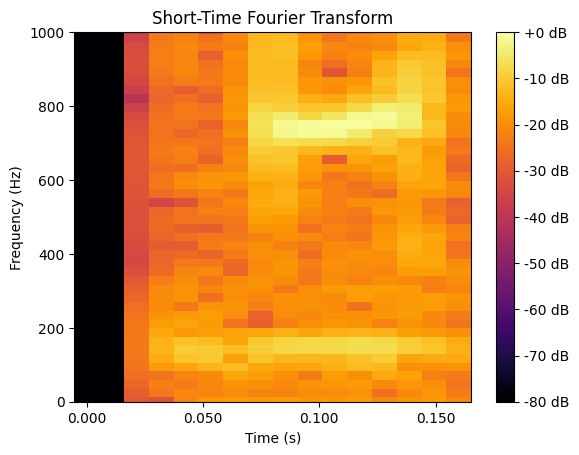 Short-Time Fourier Transform
Frequency (Hz)
1000
800
600
400
200
0
0.000
0.050
0.100
0.150
Time (s)
+0 dB
-10 dB
-20 dB
-30 dB
-40 dB
-50 dB
-60 dB
-70 dB
-80 dB